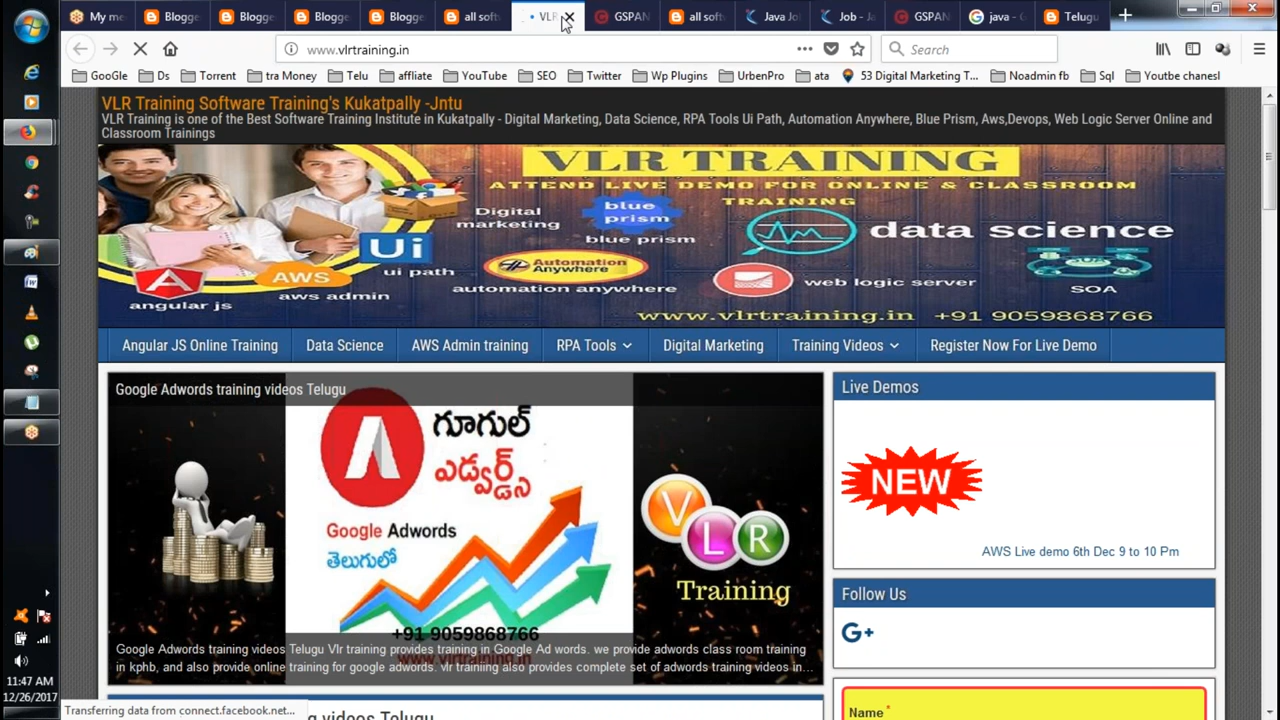 My me
Blogge
Blogge
Blogge
Blogge
all soft
VLR
GSPAN
all soft
Java Jo
Job - Ja
GSPAN
java - G
Telugu
www.vlrtraining.in
Search
GooGle
Ds
Torrent
tra Money
Telu
affliate
YouTube
SEO
Twitter
Wp Plugins
UrbenPro
ata
53 Digital Marketing T...
Noadmin fb
Sql
Youtbe chanesl
VLR Training Software Training's Kukatpally -Jntu
VLR Training is one of the Best Software Training Institute in Kukatpally - Digital Marketing, Data Science, RPA Tools Ui Path, Automation Anywhere, Blue Prism, Aws,Devops, Web Logic Server Online and
Classroom Trainings
VLR TRAINING
ATTEND LIVE DEMO FOR ONLINE & CLASSROOM
TRAINING
Digital
marketing
blue
prism
blue prism
data science
Ui
ui path
Automation
Anywhere
automation anywhere
web logic server
SOA
AWS
aws admin
angular js
www.vlrtraining.in +91 9059868766
Angular JS Online Training
Data Science
AWS Admin training
RPA Tools
Digital Marketing
Training Videos
Register Now For Live Demo
Google Adwords training videos Telugu
గూగుల్
ఎడ్వర్డ్స్
Google Adwords
తెలుగులో
V L R
Training
+91 9059868766
www.vlrtraining.in
Google Adwords training videos Telugu Vlr training provides training in Google Ad words. we provide adwords class room training
in kphb, and also provide online training for google adwords. vlr training also provides complete set of adwords training videos in...
Live Demos
NEW
AWS Live demo 6th Dec 9 to 10 Pm
Follow Us
G+
Name *
ng videos Telugu
Transferring data from connect.facebook.net...
11:47 AM
12/26/2017